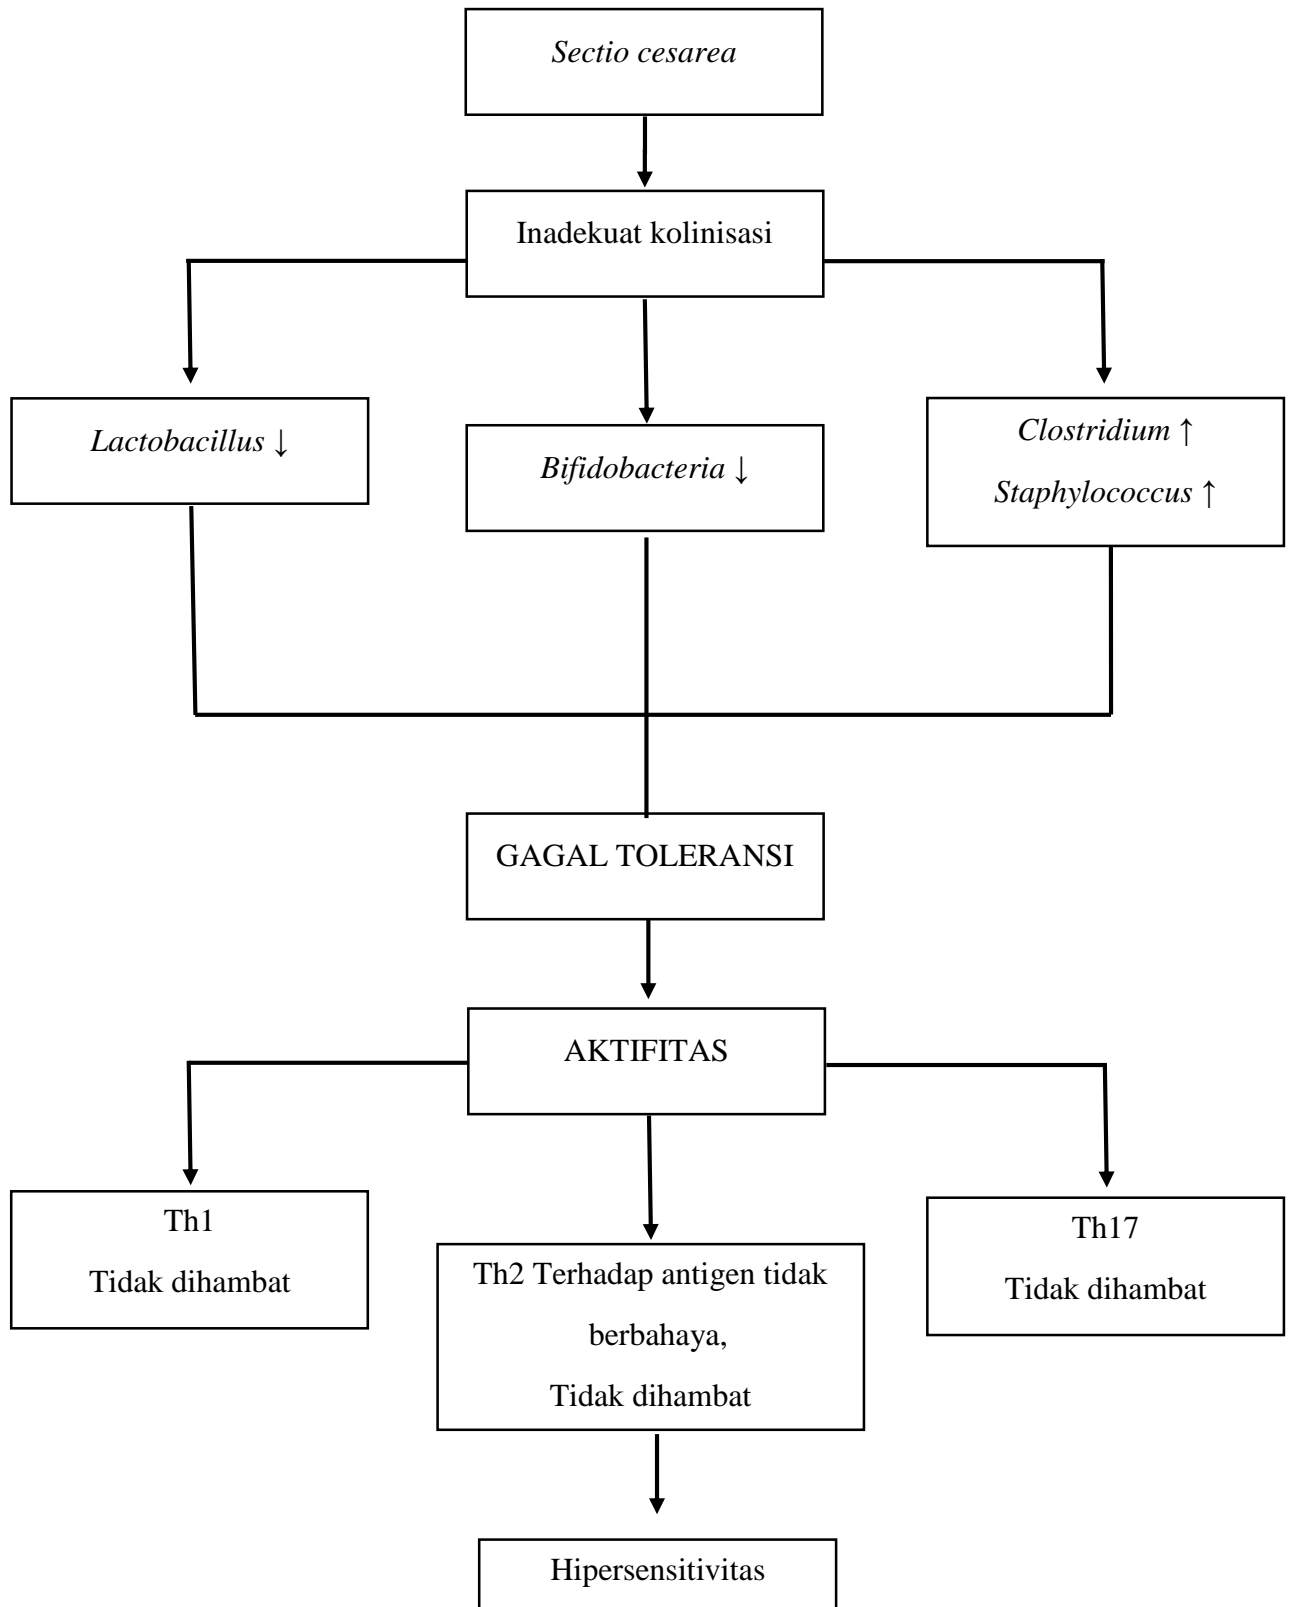 Sectio cesarea
Inadekuat kolinisasi
Lactobacillus ↓
Bifidobacteria ↓
Clostridium ↑
Staphylococcus ↑
GAGAL TOLERANSI
AKTIFITAS
Th1
Tidak dihambat
Th2 Terhadap antigen tidak
berbahaya,
Tidak dihambat
Th17
Tidak dihambat
Hipersensitivitas